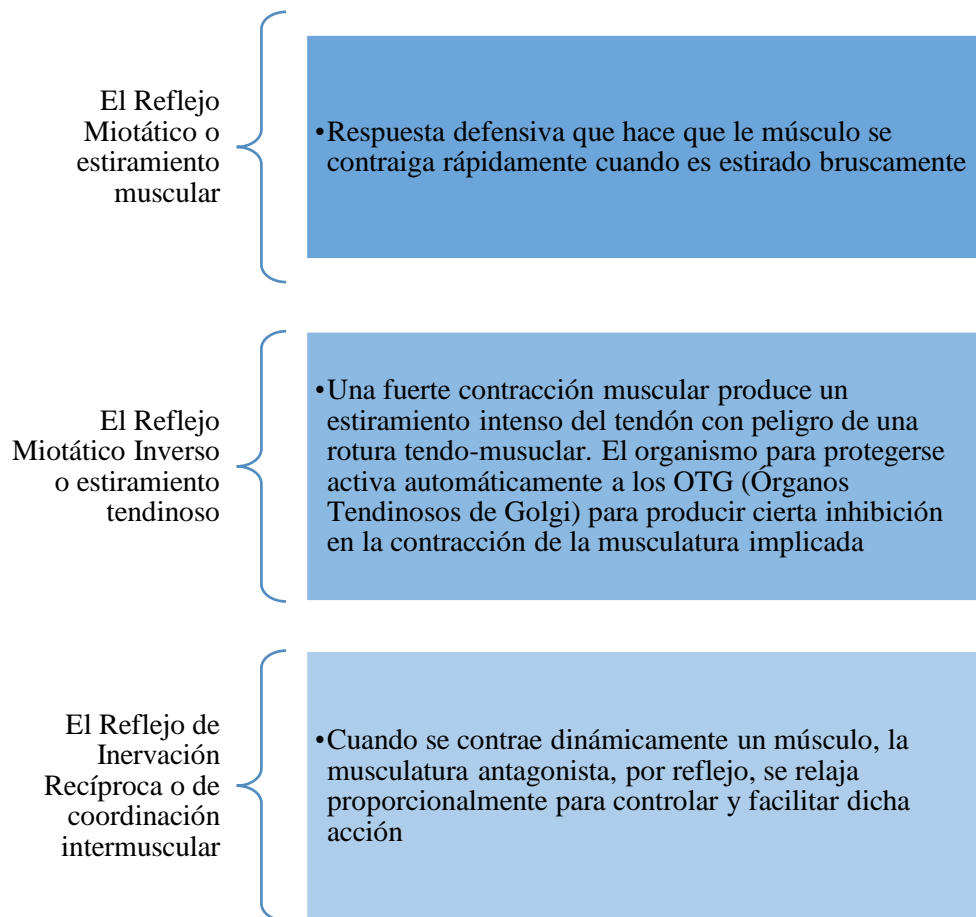 El Reflejo
Miotático o
estiramiento
muscular
•Respuesta defensiva que hace que le músculo se
contraiga rápidamente cuando es estirado bruscamente
El Reflejo
Miotático Inverso
o estiramiento
tendinoso
•Una fuerte contracción muscular produce un
estiramiento intenso del tendón con peligro de una
rotura tendo-musuclar. El organismo para protegerse
activa automáticamente a los OTG (Órganos
Tendinosos de Golgi) para producir cierta inhibición
en la contracción de la musculatura implicada
El Reflejo de
Inervación
Recíproca o de
coordinación
intermuscular
•Cuando se contrae dinámicamente un músculo, la
musculatura antagonista, por reflejo, se relaja
proporcionalmente para controlar y facilitar dicha
acción